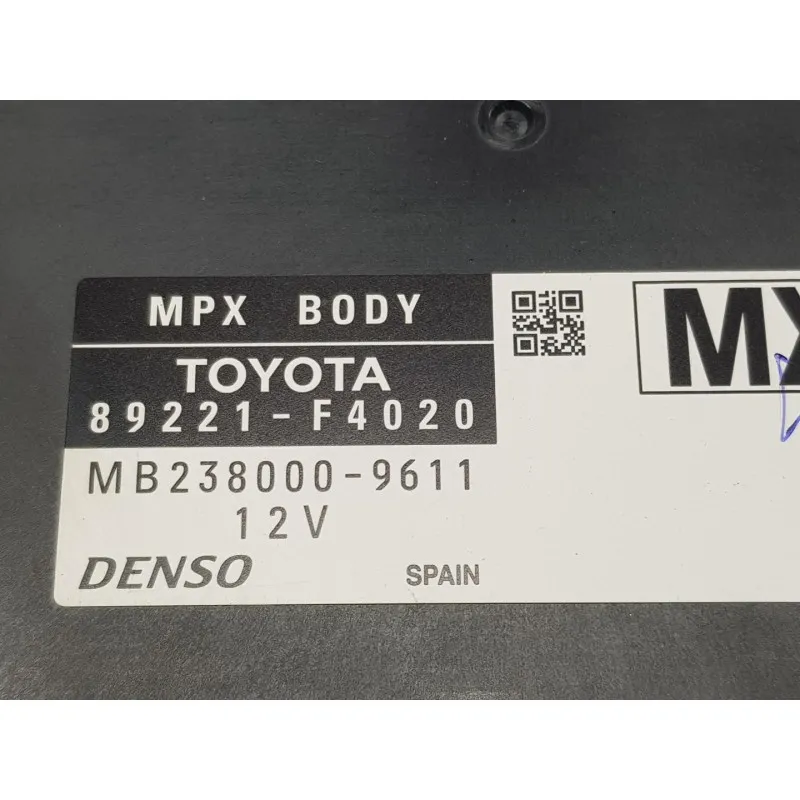 MPX BODY
TOYOTA
89221-F4020
MB238000-9611
12V
DENSO
SPAIN